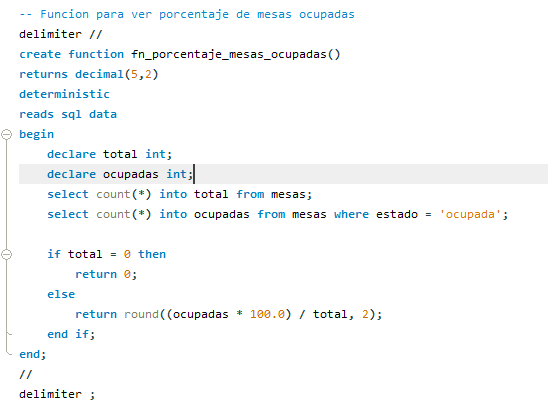 -- Funcion para ver porcentaje de mesas ocupadas
delimiter //
create function fn_porcentaje_mesas_ocupadas()
returns decimal(5,2)
deterministic
reads sql data
begin
    declare total int;
    declare ocupadas int;
    select count(*) into total from mesas;
    select count(*) into ocupadas from mesas where estado = 'ocupada';

    if total = 0 then
        return 0;
    else
        return round((ocupadas * 100.0) / total, 2);
    end if;
end;
//
delimiter ;